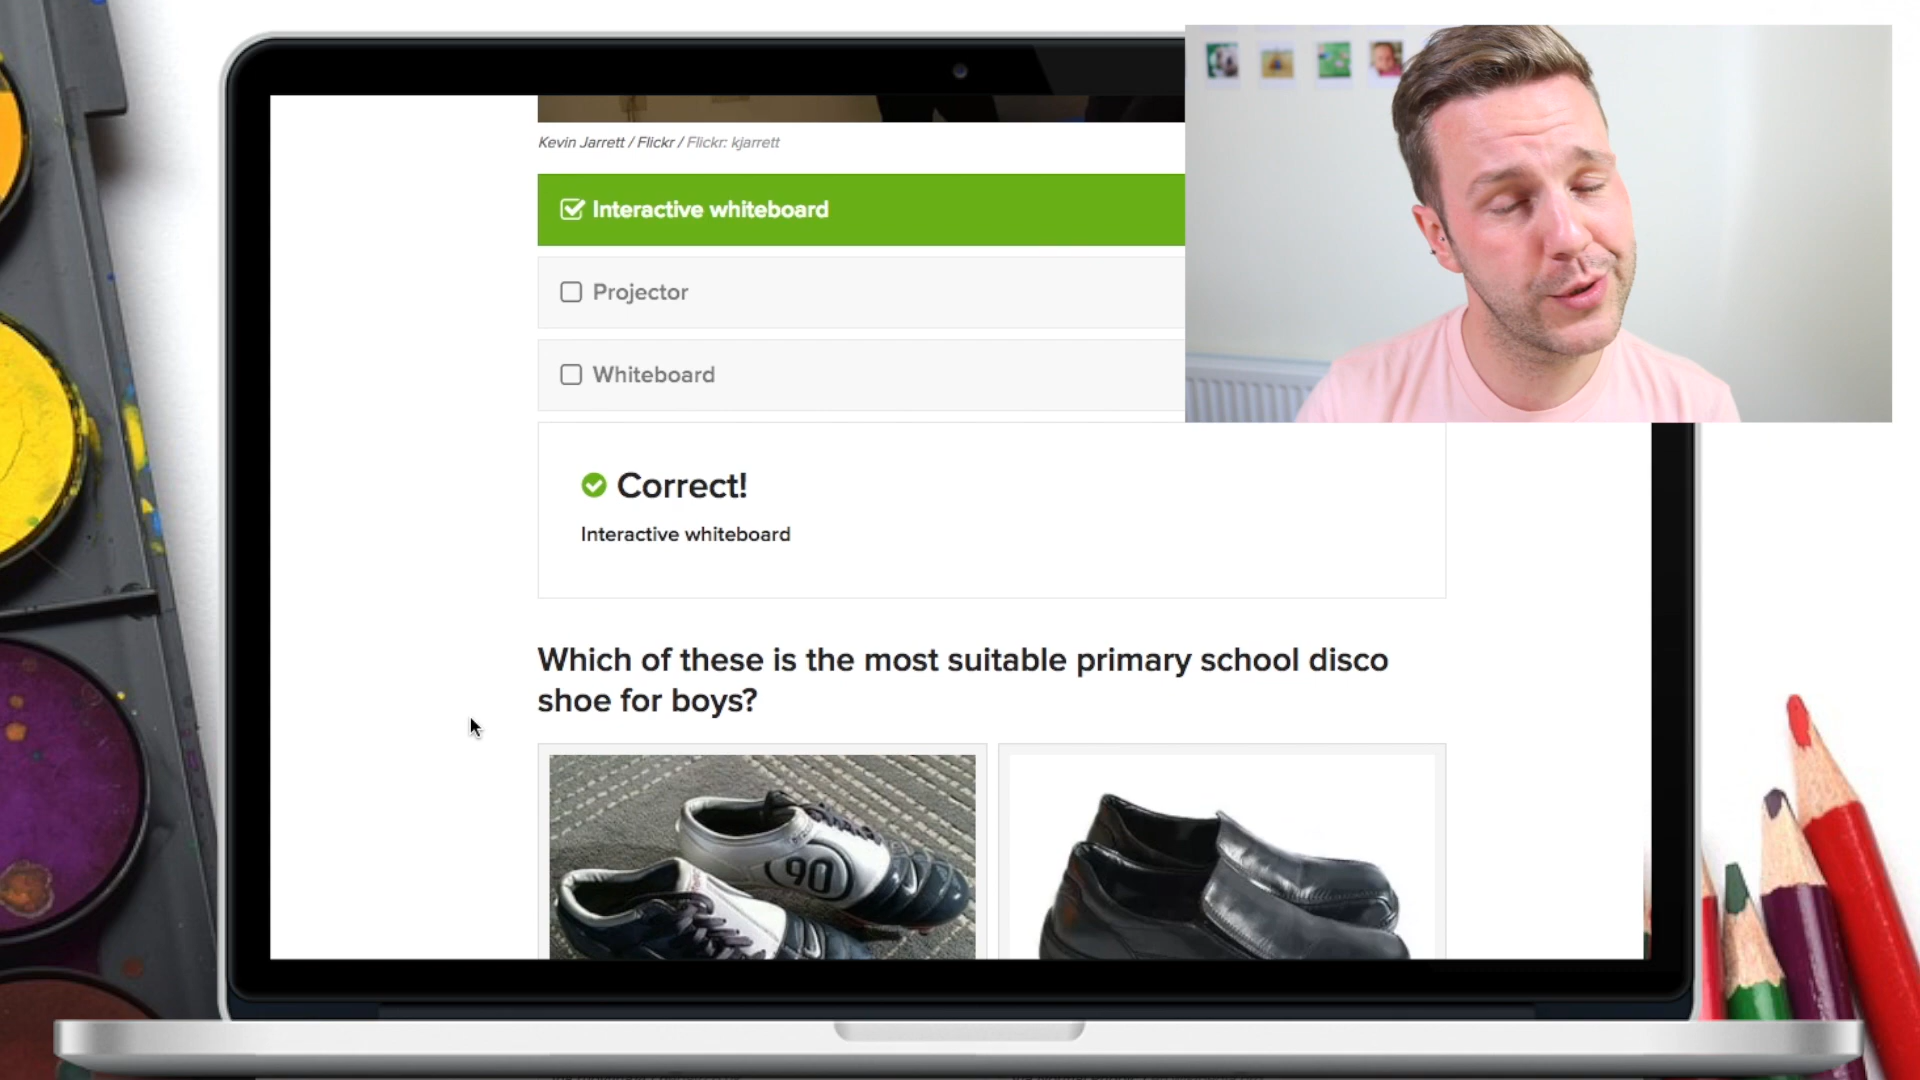 Kevin Jarrett / Flickr / Flickr: kjarrett
Interactive whiteboard
Projector
Whiteboard
Correct!
Interactive whiteboard
Which of these is the most suitable primary school disco
shoe for boys?
90